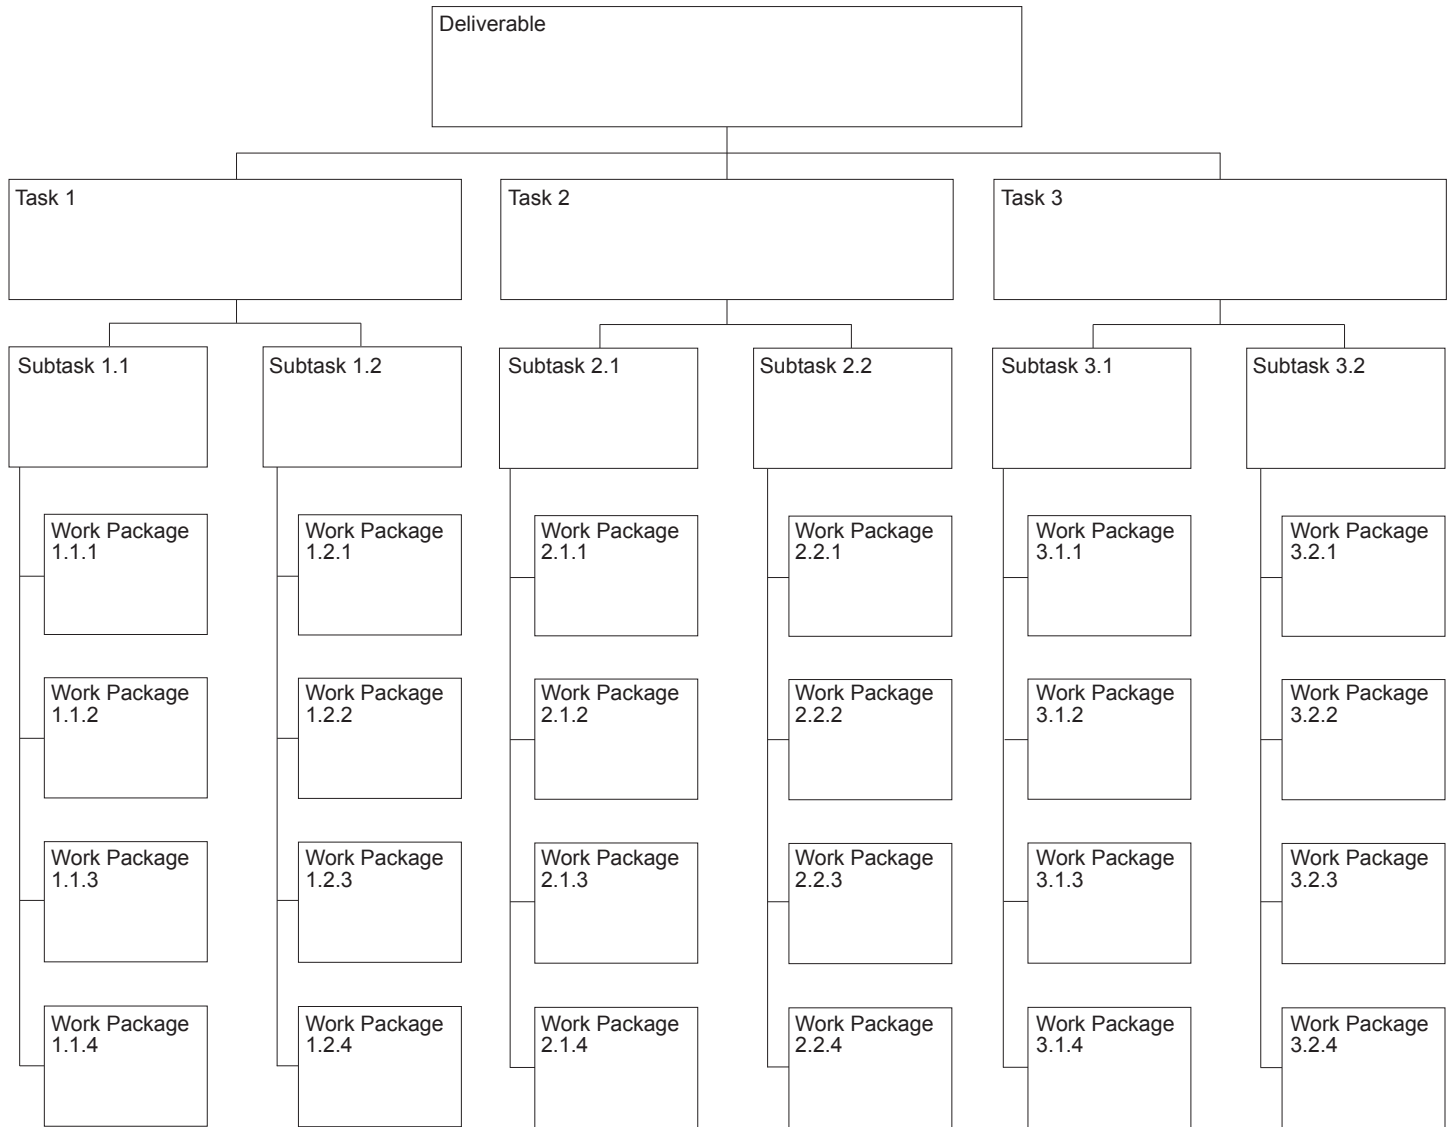 Deliverable
Task 1
Task 2
Task 3
Subtask 1.1
Subtask 1.2
Subtask 2.1
Subtask 2.2
Subtask 3.1
Subtask 3.2
Work Package
1.1.1
Work Package
1.2.1
Work Package
2.1.1
Work Package
2.2.1
Work Package
3.1.1
Work Package
3.2.1
Work Package
1.1.2
Work Package
1.2.2
Work Package
2.1.2
Work Package
2.2.2
Work Package
3.1.2
Work Package
3.2.2
Work Package
1.1.3
Work Package
1.2.3
Work Package
2.1.3
Work Package
2.2.3
Work Package
3.1.3
Work Package
3.2.3
Work Package
1.1.4
Work Package
1.2.4
Work Package
2.1.4
Work Package
2.2.4
Work Package
3.1.4
Work Package
3.2.4